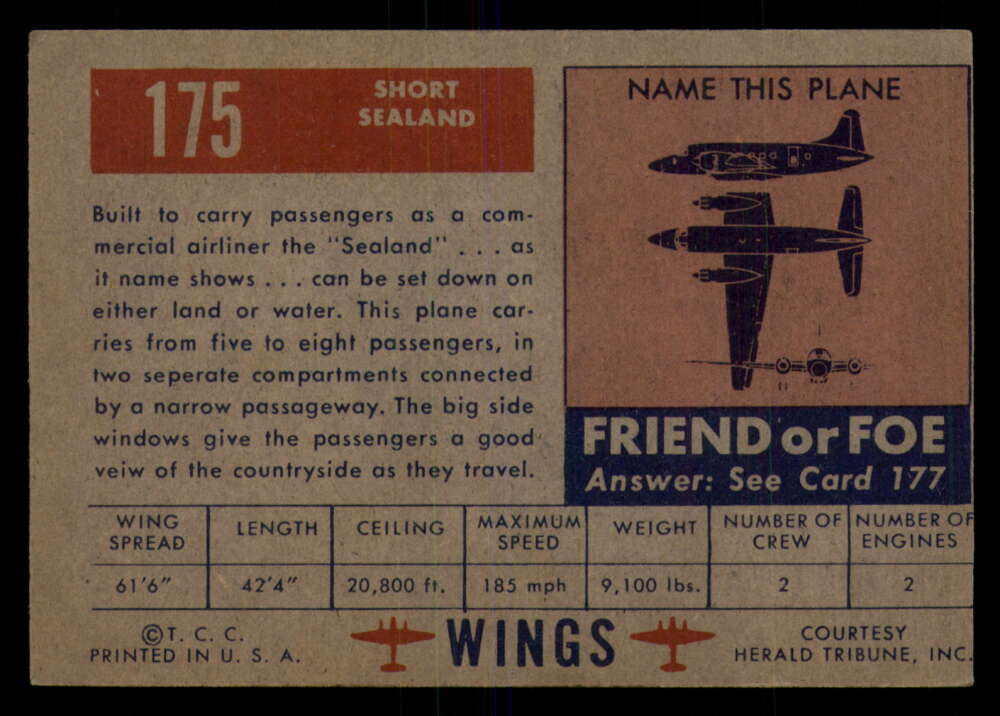 175
SHORT
SEALAND
Built to carry passengers as a com-
mercial airliner the "Sealand" . . . as
it name shows . . . can be set down on
either land or water. This plane car-
ries from five to eight passengers, in
two seperate compartments connected
by a narrow passageway. The big side
windows give the passengers a good
veiw of the countryside as they travel.
NAME THIS PLANE
FRIEND or FOE
Answer: See Card 177
WING SPREAD LENGTH CEILING MAXIMUM SPEED WEIGHT NUMBER OF CREW NUMBER OF ENGINES
61'6" 42'4" 20,800 ft. 185 mph 9,100 lbs. 2 2
©T. C. C.
PRINTED IN U. S. A.
WINGS
COURTESY
HERALD TRIBUNE, INC.